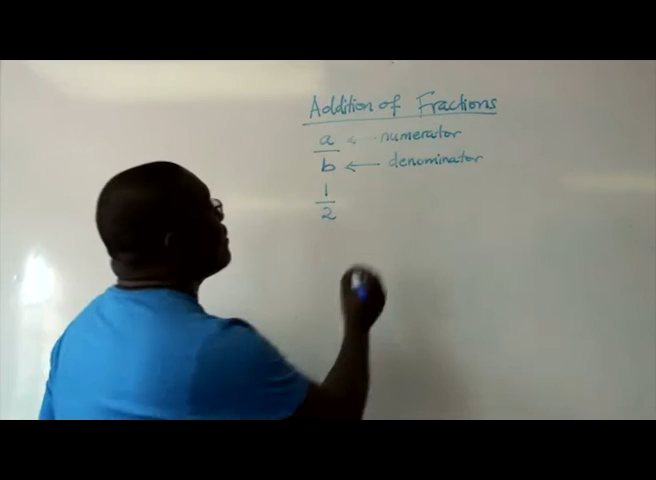 Addition of Fractions
a ← numerator
b ← denominator
1
2